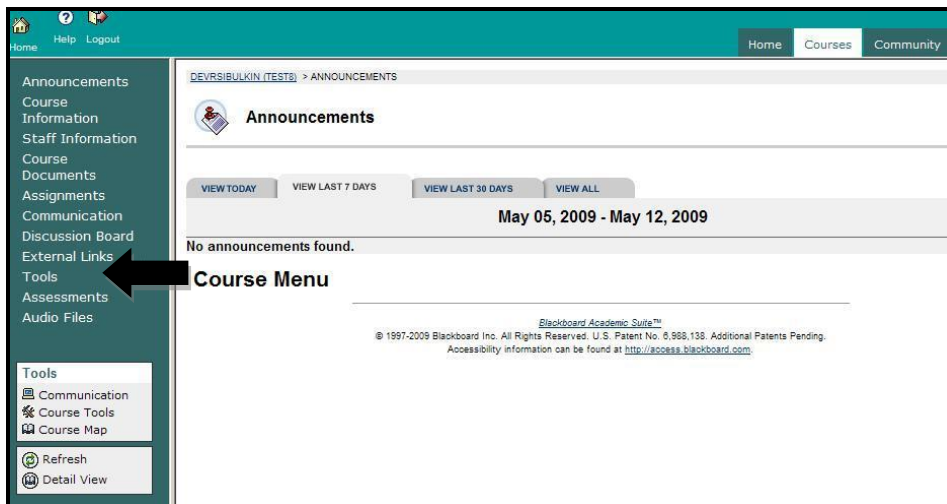 Home Help Logout
Home Courses Community
Announcements
Course
Information
Staff Information
Course
Documents
Assignments
Communication
Discussion Board
External Links
Tools
Assessments
Audio Files
Tools
Communication
Course Tools
Course Map
Refresh
Detail View
DEVRSIBULKIN (TEST8) > ANNOUNCEMENTS
Announcements
VIEW TODAY VIEW LAST 7 DAYS VIEW LAST 30 DAYS VIEW ALL
May 05, 2009 - May 12, 2009
No announcements found.
Course Menu
Blackboard Academic Suite™
© 1997-2009 Blackboard Inc. All Rights Reserved. U.S. Patent No. 6,988,138. Additional Patents Pending.
Accessibility information can be found at http://access.blackboard.com.